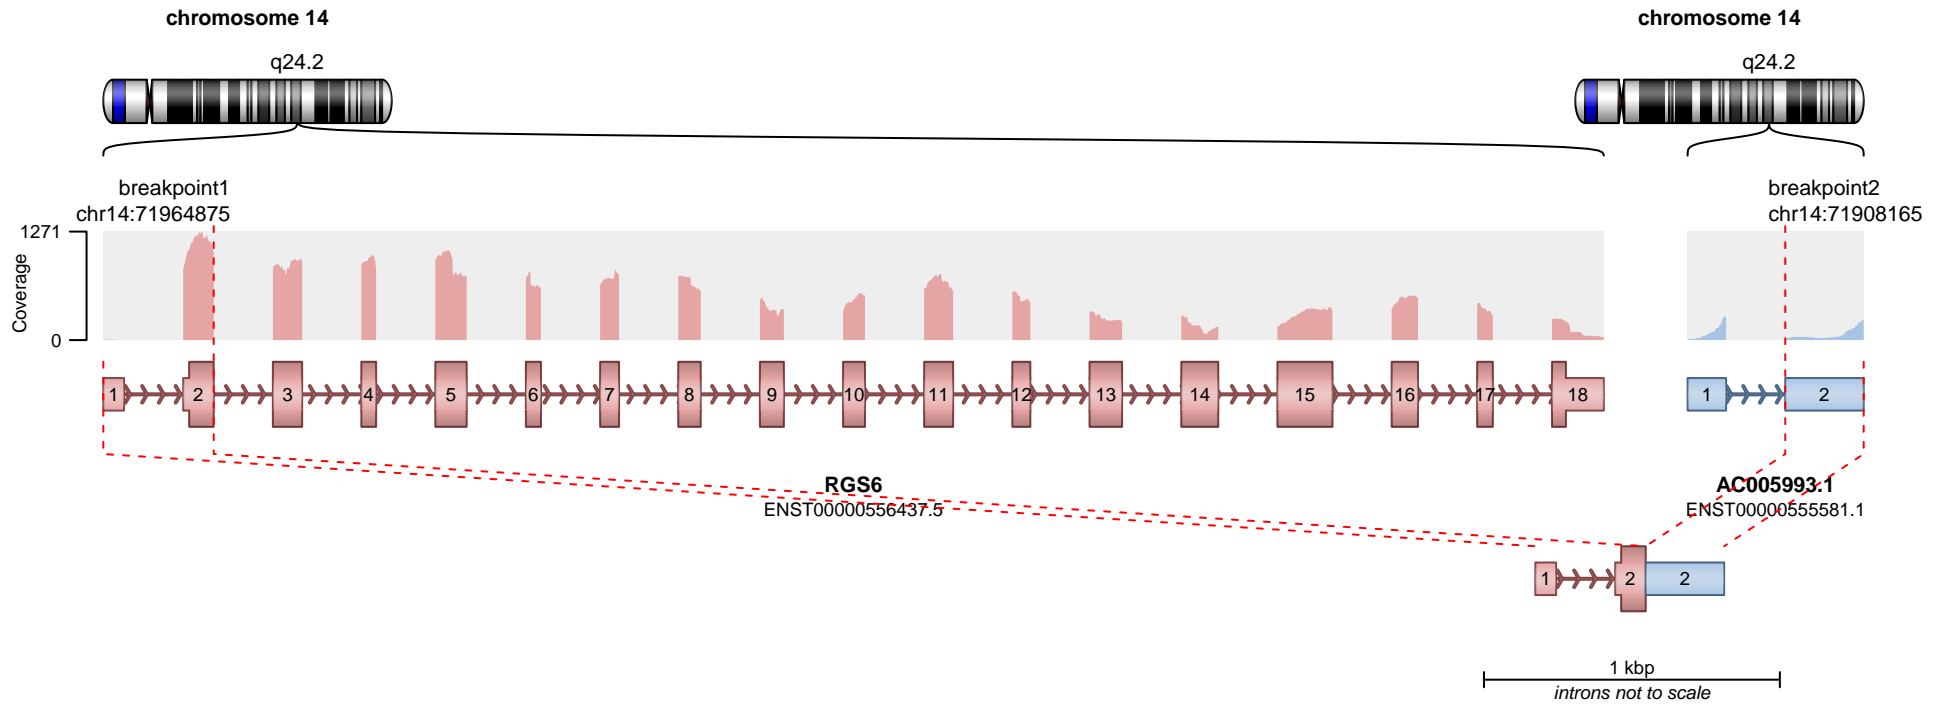 chromosome 14
chromosome 14
q24.2
q24.2
breakpoint1
chr14:71964875
breakpoint2
chr14:71908165
1271
Coverage
0
1 2 3 4 5 6 7 8 9 10 11 12 13 14 15 16 17 18
1 2
RGS6
ENST00000556437.5
AC005993.1
ENST00000555581.1
1 2 2
1 kbp
introns not to scale